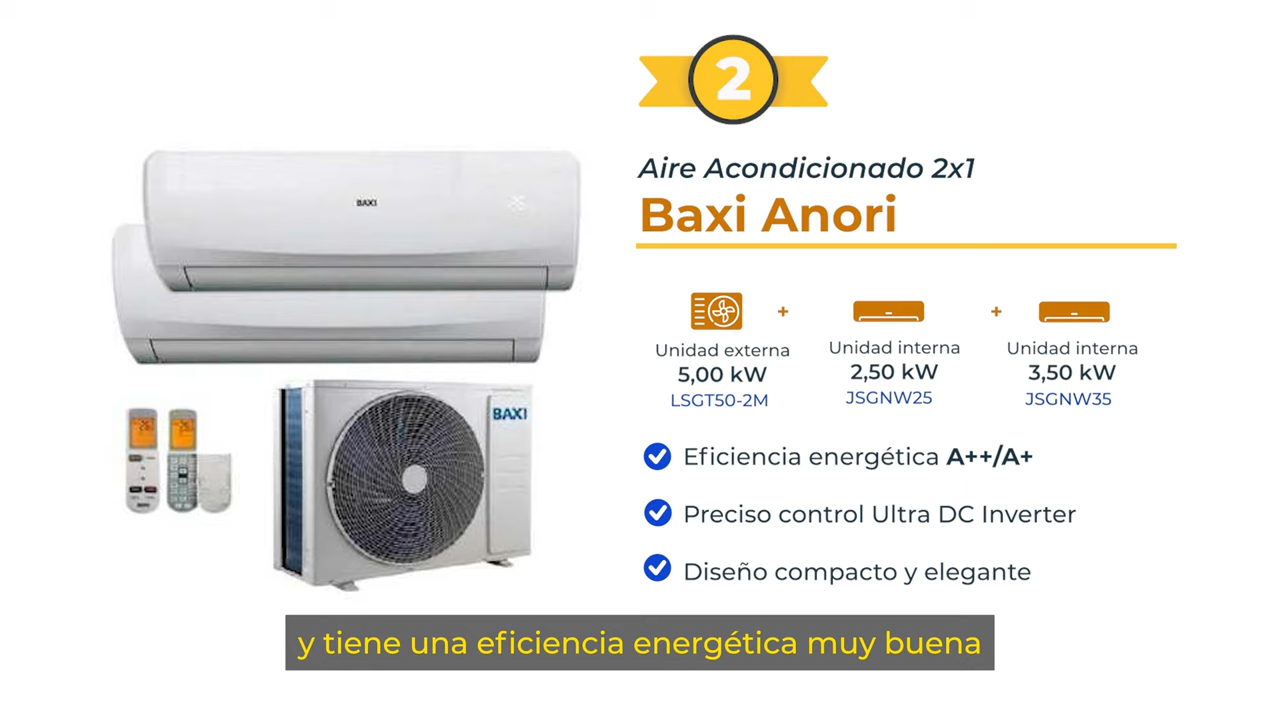 2
Aire Acondicionado 2x1
Baxi Anori
BAXI
BAXI
+
+
Unidad externa
5,00 kW
LSGT50-2M
Unidad interna
2,50 kW
JSGNW25
Unidad interna
3,50 kW
JSGNW35
Eficiencia energética A++/A+
Preciso control Ultra DC Inverter
Diseño compacto y elegante
y tiene una eficiencia energética muy buena